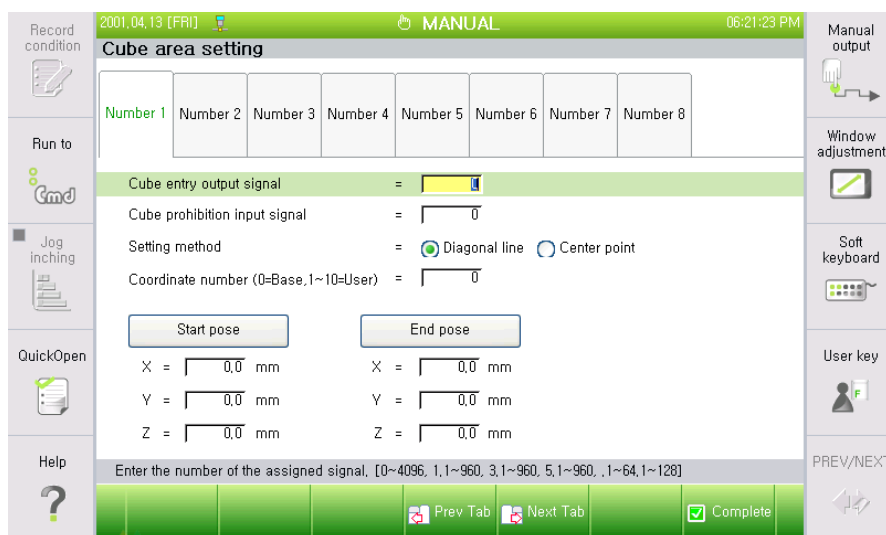 2001.04.13 [FRI] MANUAL 06:21:23 PM
Cube area setting
Record condition
Run to
Cmd
Jog inching
QuickOpen
Help
Number 1 Number 2 Number 3 Number 4 Number 5 Number 6 Number 7 Number 8
Cube entry output signal = 0
Cube prohibition input signal = 0
Setting method = Diagonal line Center point
Coordinate number (0=Base,1~10=User) = 0
Start pose End pose
X = 0.0 mm X = 0.0 mm
Y = 0.0 mm Y = 0.0 mm
Z = 0.0 mm Z = 0.0 mm
Enter the number of the assigned signal, [0~4096, 1,1~960, 3,1~960, 5,1~960, ,1~64,1~128]
Prev Tab Next Tab Complete
Manual output
Window adjustment
Soft keyboard
User key
F
PREV/NEXT